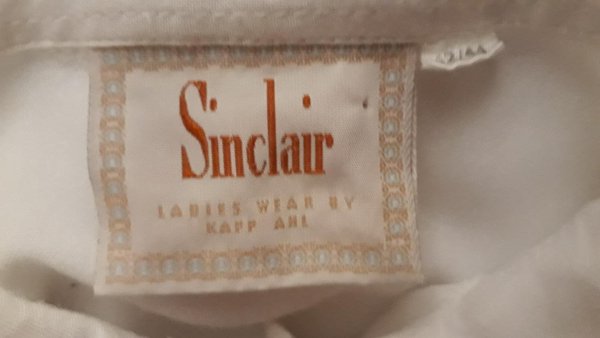 Sinclair
LADIES WEAR BY
KAPP AHL